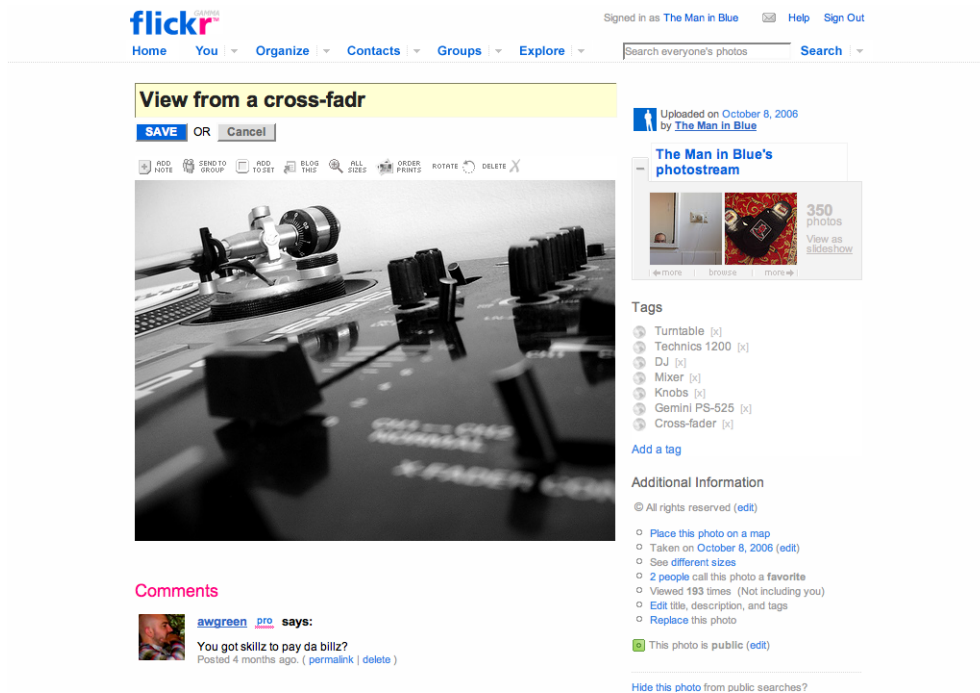 flickr GAMMA
Signed in as The Man in Blue Help Sign Out
Home You Organize Contacts Groups Explore
Search everyone's photos Search
View from a cross-fadr
SAVE OR Cancel
ADD NOTE
SEND TO GROUP
ADD TO SET
BLOG THIS
ALL SIZES
ORDER PRINTS
ROTATE
DELETE
CH1 <--> CH2
NORMAL
X-FADER CON
Comments
awgreen pro says:
You got skillz to pay da billz?
Posted 4 months ago. ( permalink | delete )
Uploaded on October 8, 2006
by The Man in Blue
The Man in Blue's
photostream
350
photos
View as
slideshow
more browse more
Tags
Turntable [x]
Technics 1200 [x]
DJ [x]
Mixer [x]
Knobs [x]
Gemini PS-525 [x]
Cross-fader [x]
Add a tag
Additional Information
© All rights reserved (edit)
Place this photo on a map
Taken on October 8, 2006 (edit)
See different sizes
2 people call this photo a favorite
Viewed 193 times (Not including you)
Edit title, description, and tags
Replace this photo
This photo is public (edit)
Hide this photo from public searches?